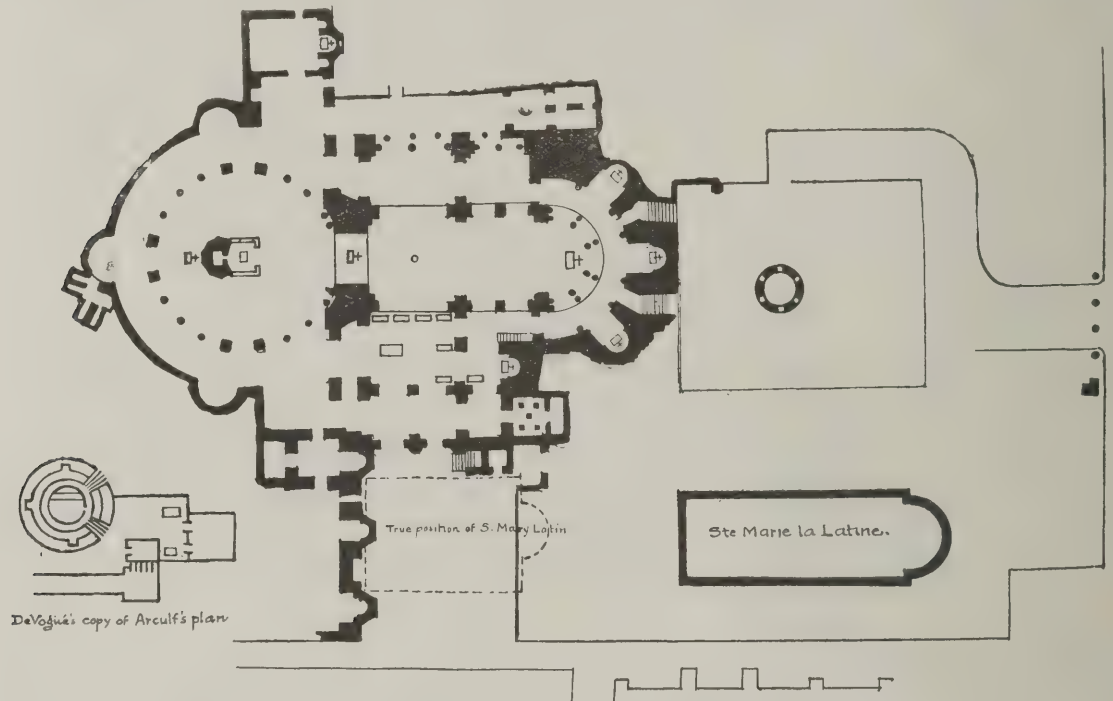 True position of S. Mary Latin
Ste Marie la Latine.
DeVogüé's copy of Arculf's plan